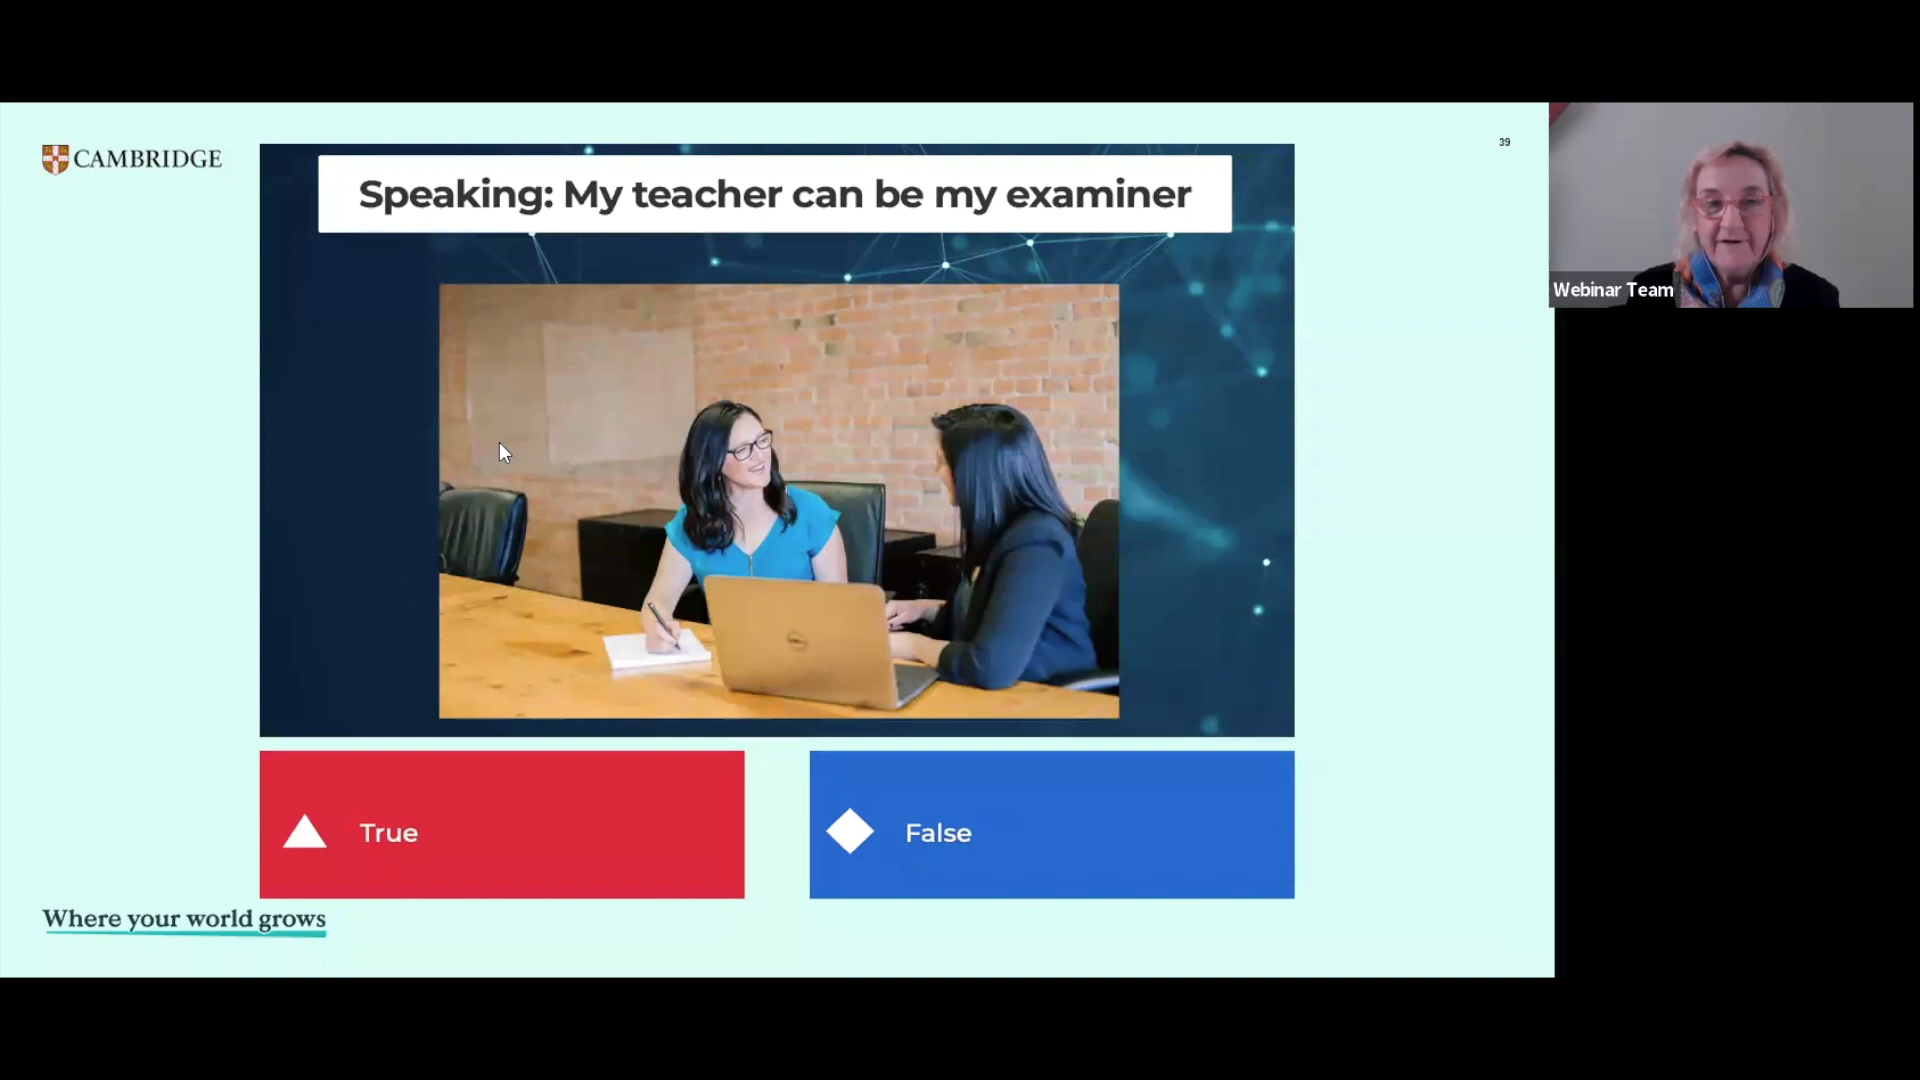 CAMBRIDGE
39
Speaking: My teacher can be my examiner
Webinar Team
True
False
Where your world grows